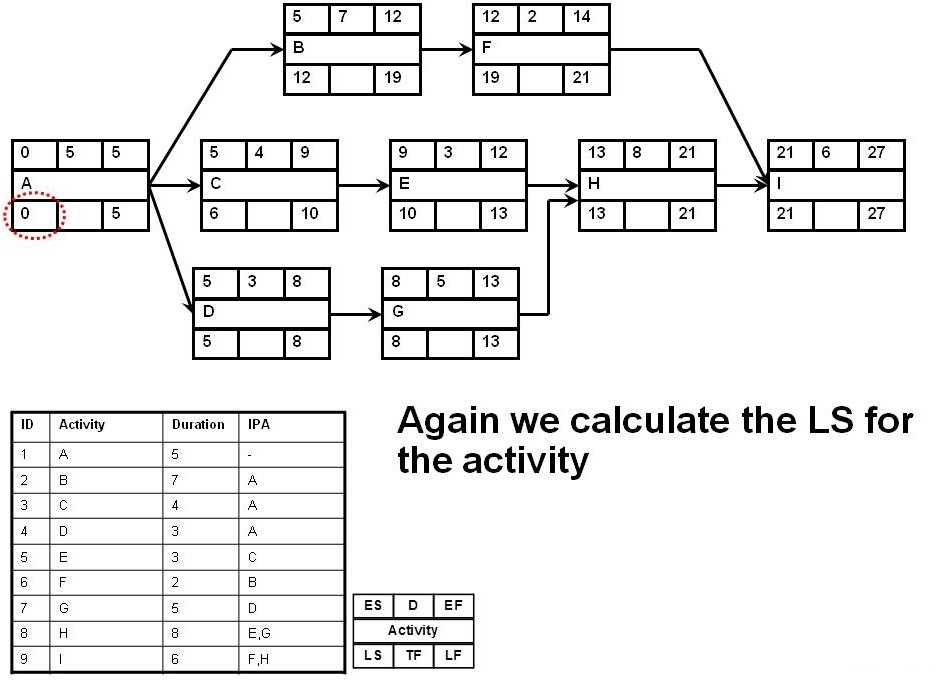 5 7 12
B
12 19
12 2 14
F
19 21
0 5 5
A
0 5
5 4 9
C
6 10
9 3 12
E
10 13
13 8 21
H
13 21
21 6 27
I
21 27
5 3 8
D
5 8
8 5 13
G
8 13
ID Activity Duration IPA
1 A 5 -
2 B 7 A
3 C 4 A
4 D 3 A
5 E 3 C
6 F 2 B
7 G 5 D
8 H 8 E,G
9 I 6 F,H
Again we calculate the LS for
the activity
ES D EF
Activity
LS TF LF